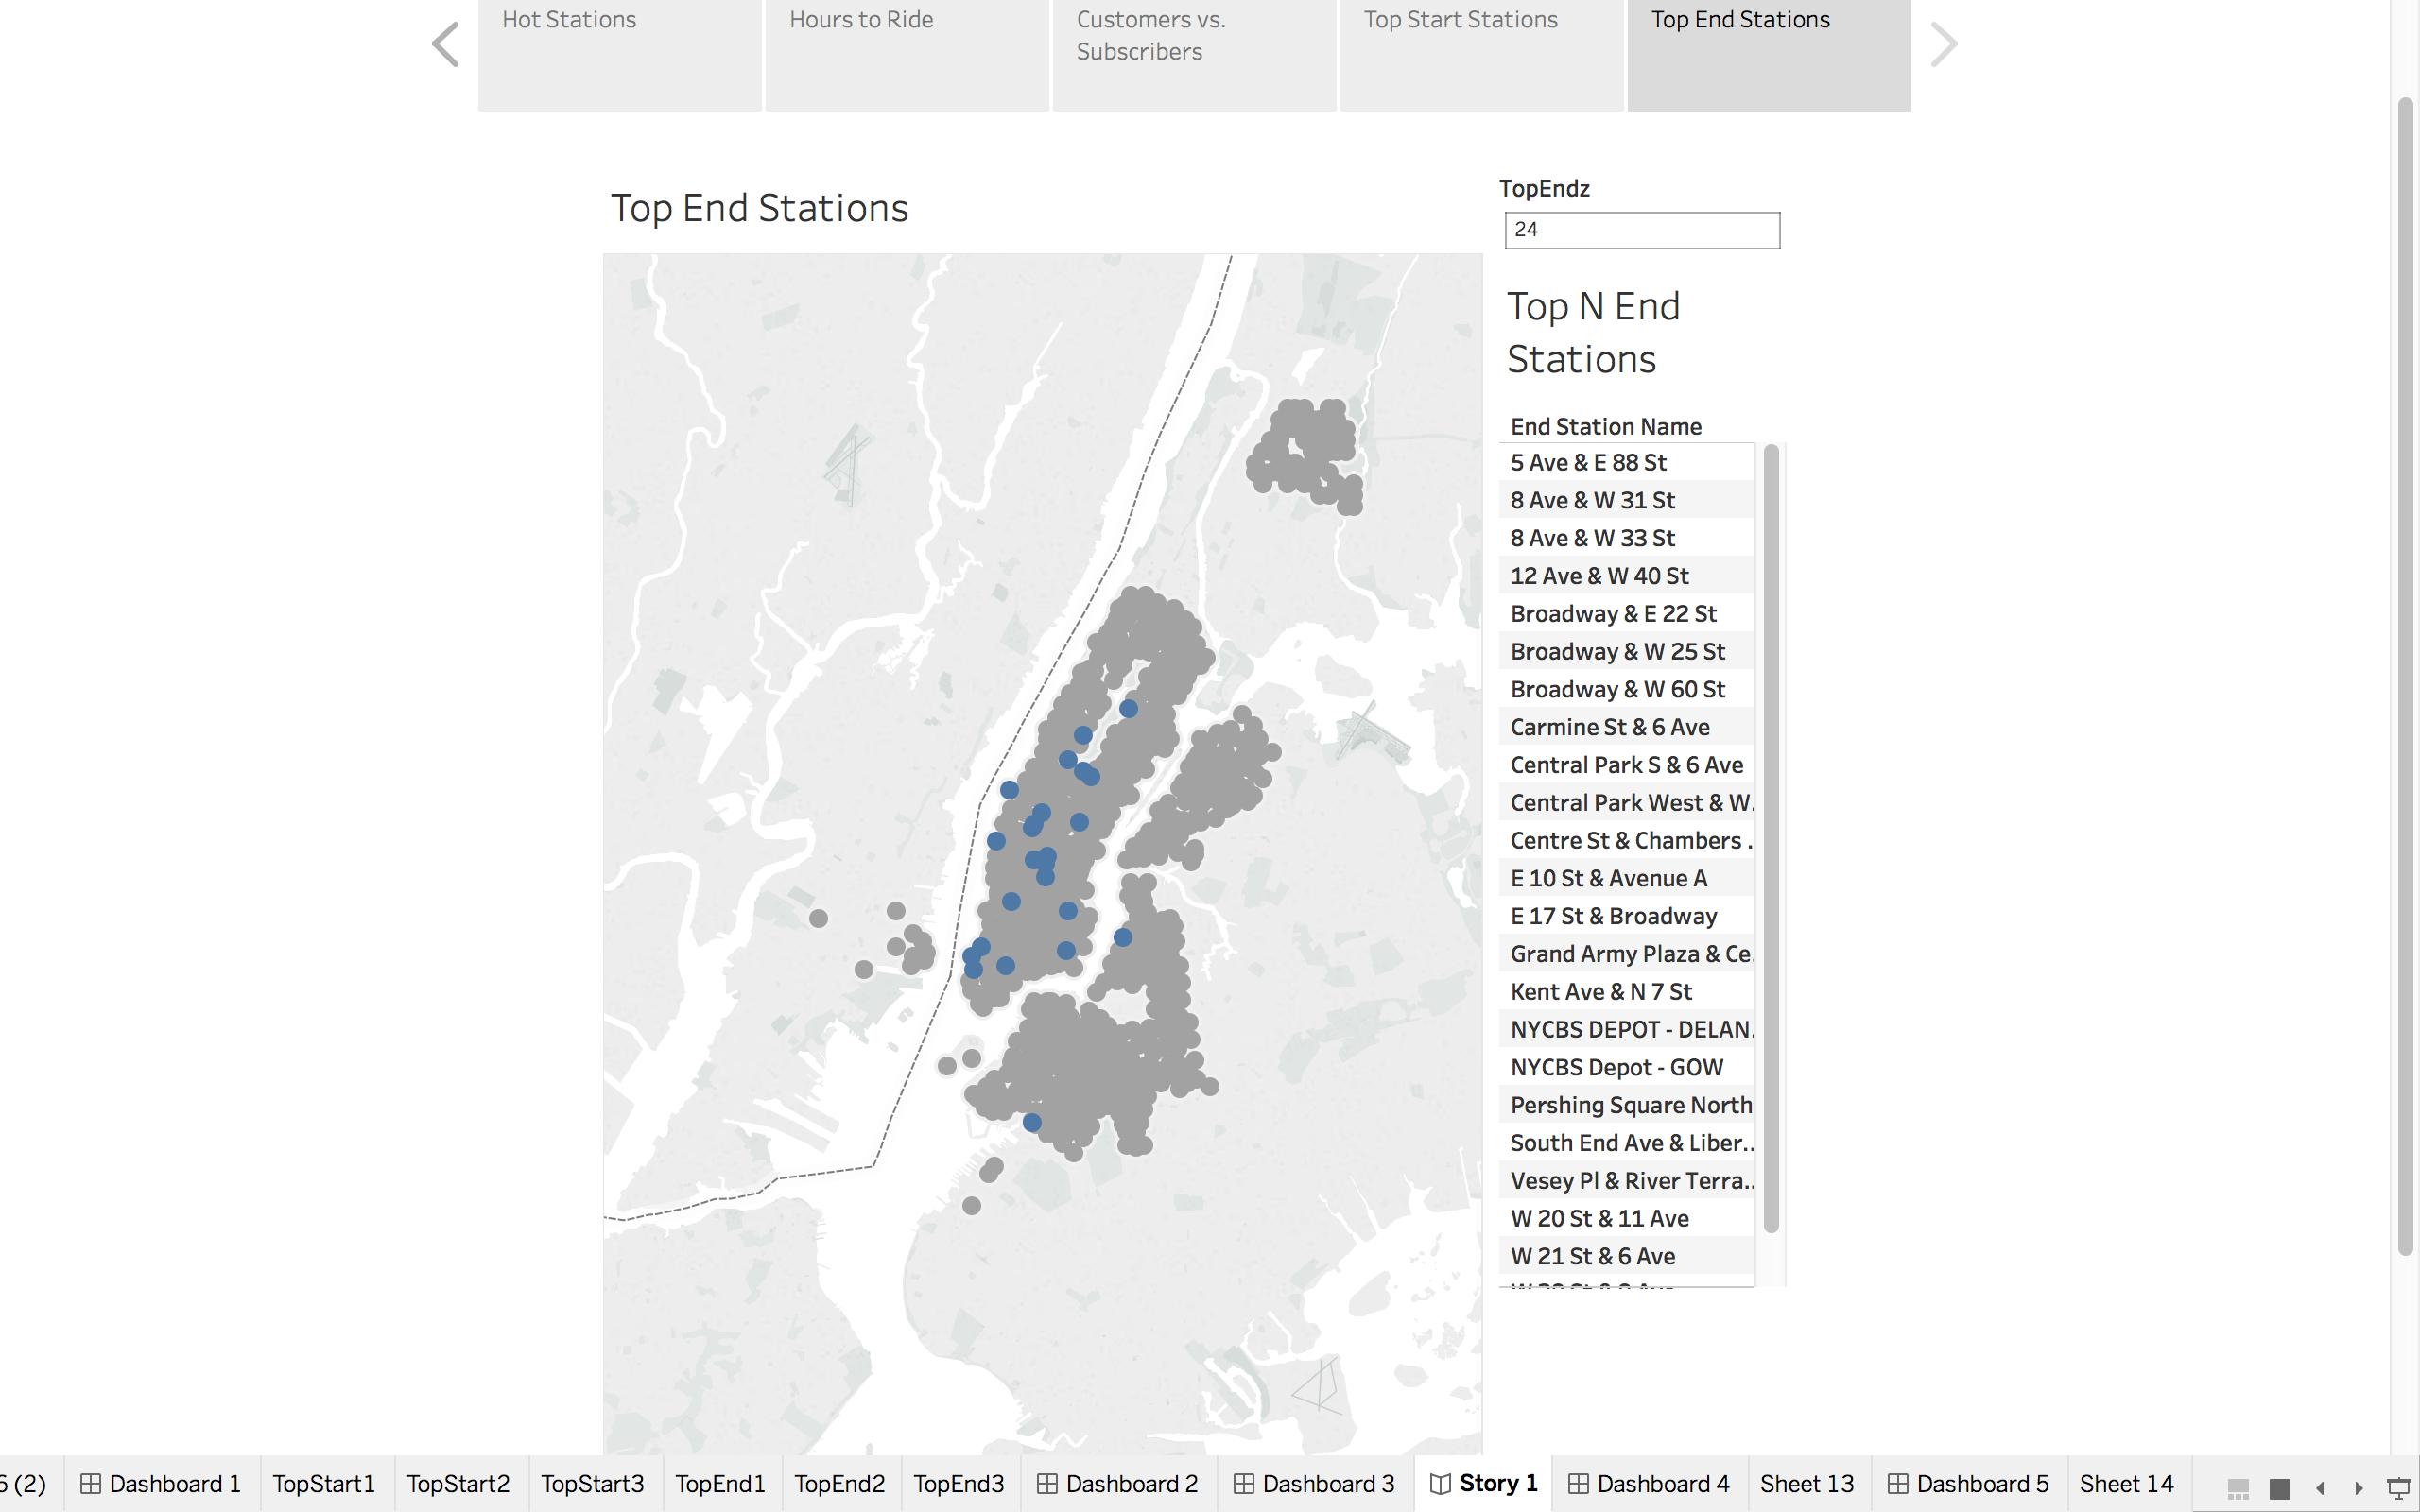 Hot Stations
Hours to Ride
Customers vs.
Subscribers
Top Start Stations
Top End Stations
Top End Stations
TopEndz
24
Top N End
Stations
End Station Name
5 Ave & E 88 St
8 Ave & W 31 St
8 Ave & W 33 St
12 Ave & W 40 St
Broadway & E 22 St
Broadway & W 25 St
Broadway & W 60 St
Carmine St & 6 Ave
Central Park S & 6 Ave
Central Park West & W.
Centre St & Chambers .
E 10 St & Avenue A
E 17 St & Broadway
Grand Army Plaza & Ce.
Kent Ave & N 7 St
NYCBS DEPOT - DELAN.
NYCBS Depot - GOW
Pershing Square North
South End Ave & Liber..
Vesey Pl & River Terra..
W 20 St & 11 Ave
W 21 St & 6 Ave
6 (2)
Dashboard 1
TopStart1
TopStart2
TopStart3
TopEnd1
TopEnd2
TopEnd3
Dashboard 2
Dashboard 3
Story 1
Dashboard 4
Sheet 13
Dashboard 5
Sheet 14